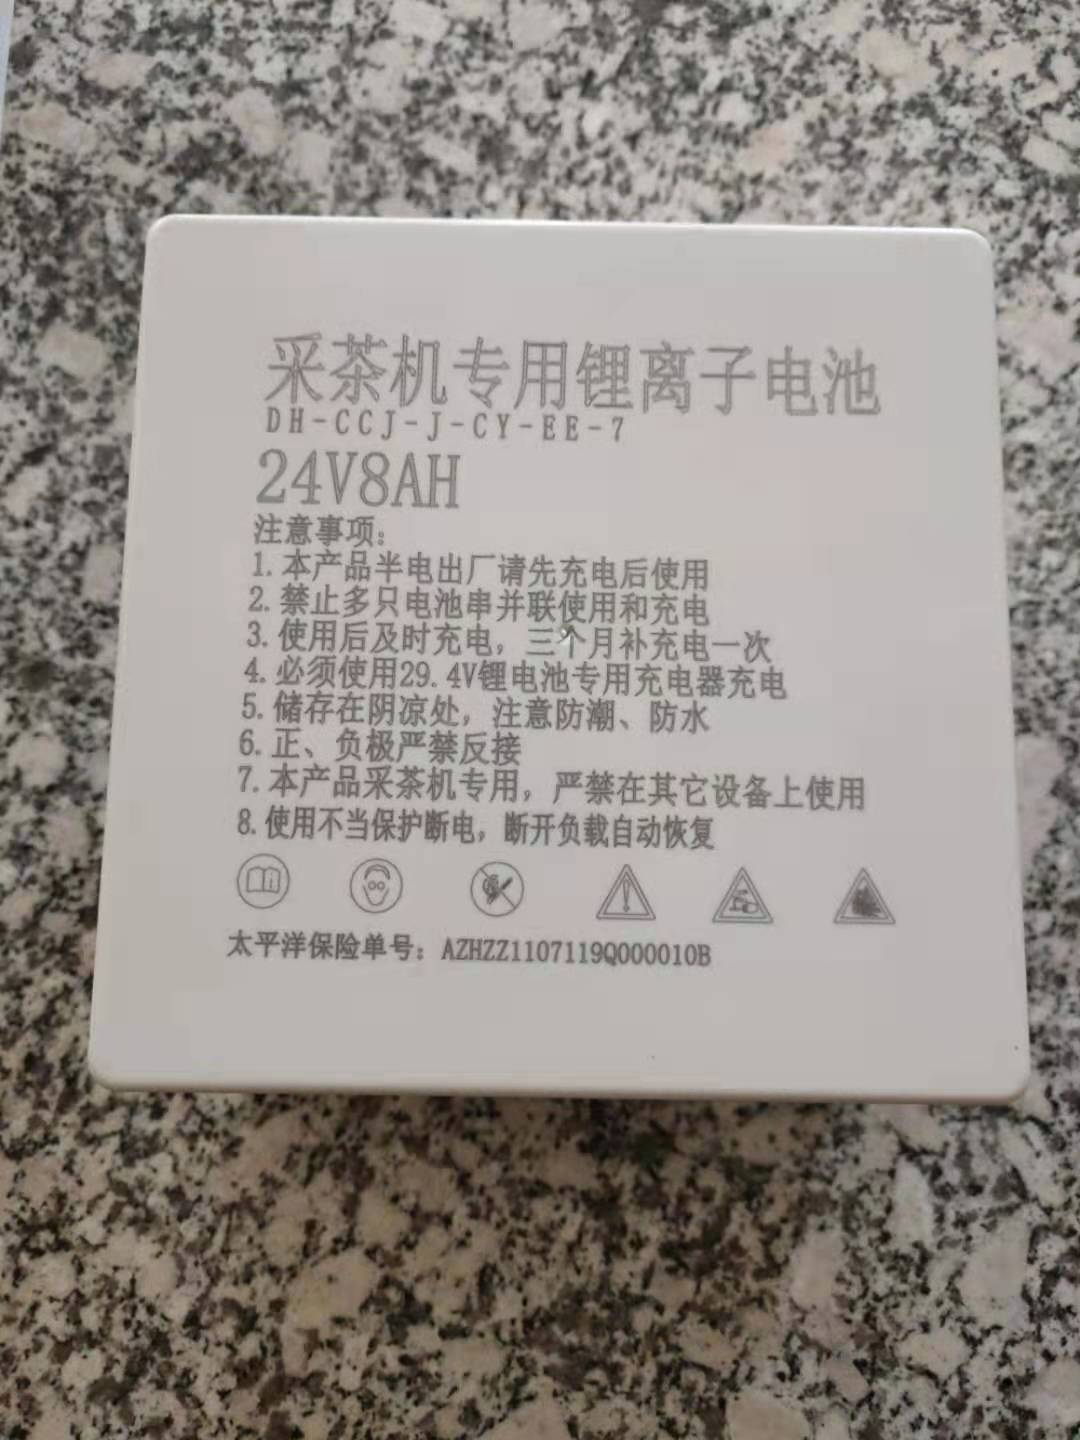 采茶机专用锂离子电池
DH-CCJ-J-CY-EE-7
24V8AH
注意事项:
1.本产品半电出厂请先充电后使用
2.禁止多只电池串并联使用和充电
3.使用后及时充电，三个月补充电一次
4.必须使用29.4V锂电池专用充电器充电
5.储存在阴凉处，注意防潮、防水
6.正、负极严禁反接
7.本产品采茶机专用，严禁在其它设备上使用
8.使用不当保护断电，断开负载自动恢复
太平洋保险单号：AZHZZ1107119Q000010B